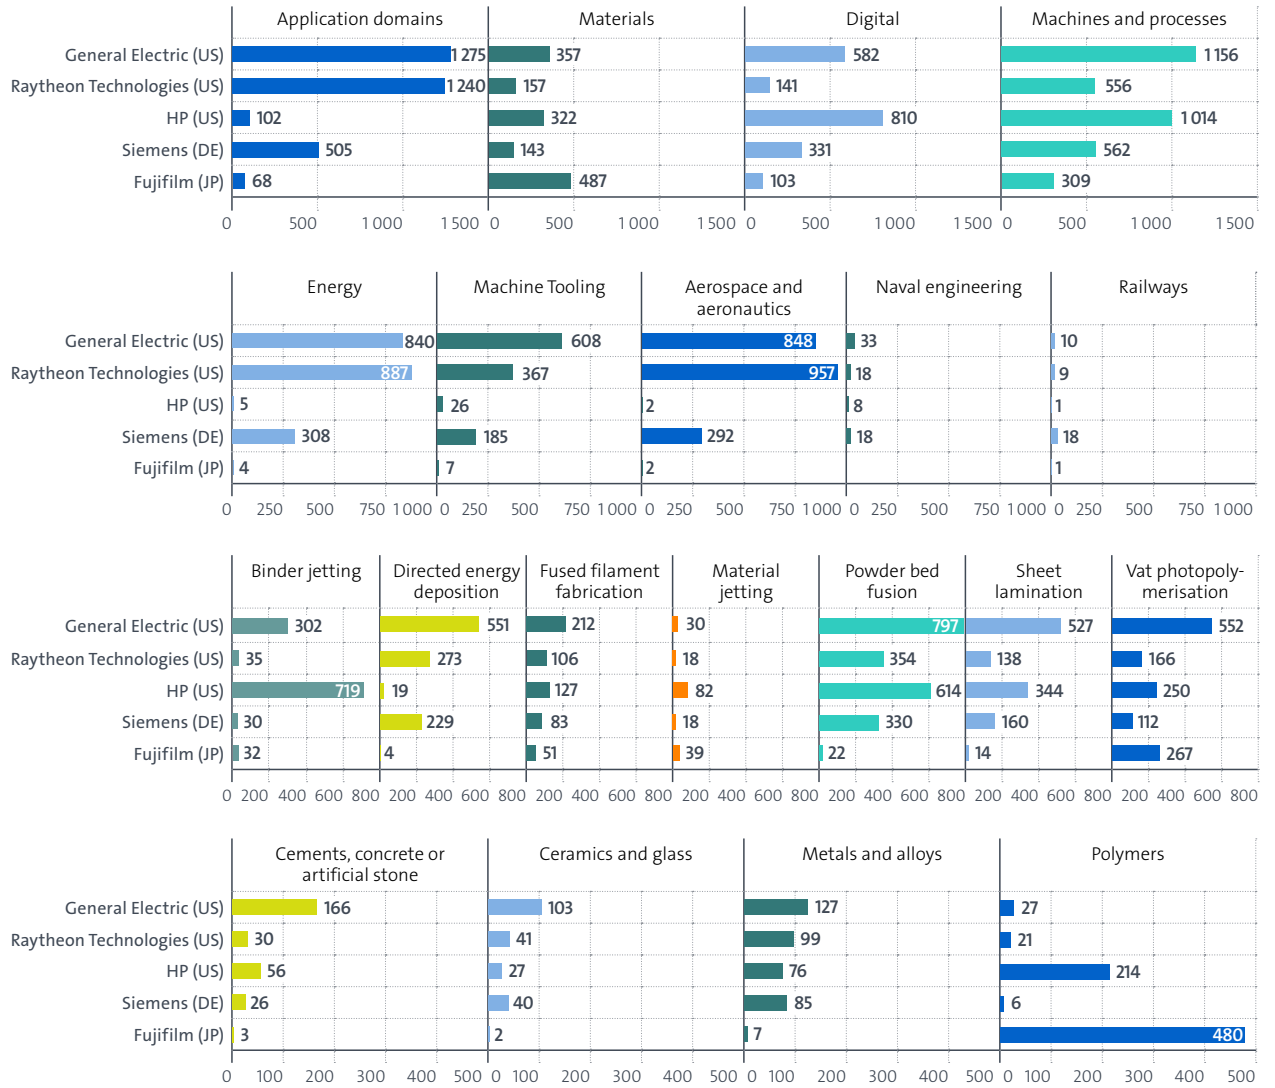 Application domains Materials Digital Machines and processes
General Electric (US) 1 275 357 582 1 156
Raytheon Technologies (US) 1 240 157 141 556
HP (US) 102 322 810 1 014
Siemens (DE) 505 143 331 562
Fujifilm (JP) 68 487 103 309
0 500 1 000 1 500 0 500 1 000 1 500 0 500 1 000 1 500 0 500 1 000 1 500
Energy Machine Tooling Aerospace and Naval engineering Railways
aeronautics
General Electric (US) 840 608 848 33 10
Raytheon Technologies (US) 887 367 957 18 9
HP (US) 5 26 2 8 1
Siemens (DE) 308 185 292 18 18
Fujifilm (JP) 4 7 2 1
0 250 500 750 1 000 0 250 500 750 1 000 0 250 500 750 1 000 0 250 500 750 1 000 0 250 500 750 1 000
Binder jetting Directed energy Fused filament Material Powder bed Sheet Vat photopoly-
deposition fabrication jetting fusion lamination merisation
General Electric (US) 302 551 212 30 797 527 552
Raytheon Technologies (US) 35 273 106 18 354 138 166
HP (US) 719 19 127 82 614 344 250
Siemens (DE) 30 229 83 18 330 160 112
Fujifilm (JP) 32 4 51 39 22 14 267
0 200 400 600 800 200 400 600 800 200 400 600 800 200 400 600 800 200 400 600 800 200 400 600 800 200 400 600 800
Cements, concrete or Ceramics and glass Metals and alloys Polymers
artificial stone
General Electric (US) 166 103 127 27
Raytheon Technologies (US) 30 41 99 21
HP (US) 56 27 76 214
Siemens (DE) 26 40 85 6
Fujifilm (JP) 3 2 7 480
0 100 200 300 400 500 0 100 200 300 400 500 0 100 200 300 400 500 0 100 200 300 400 500